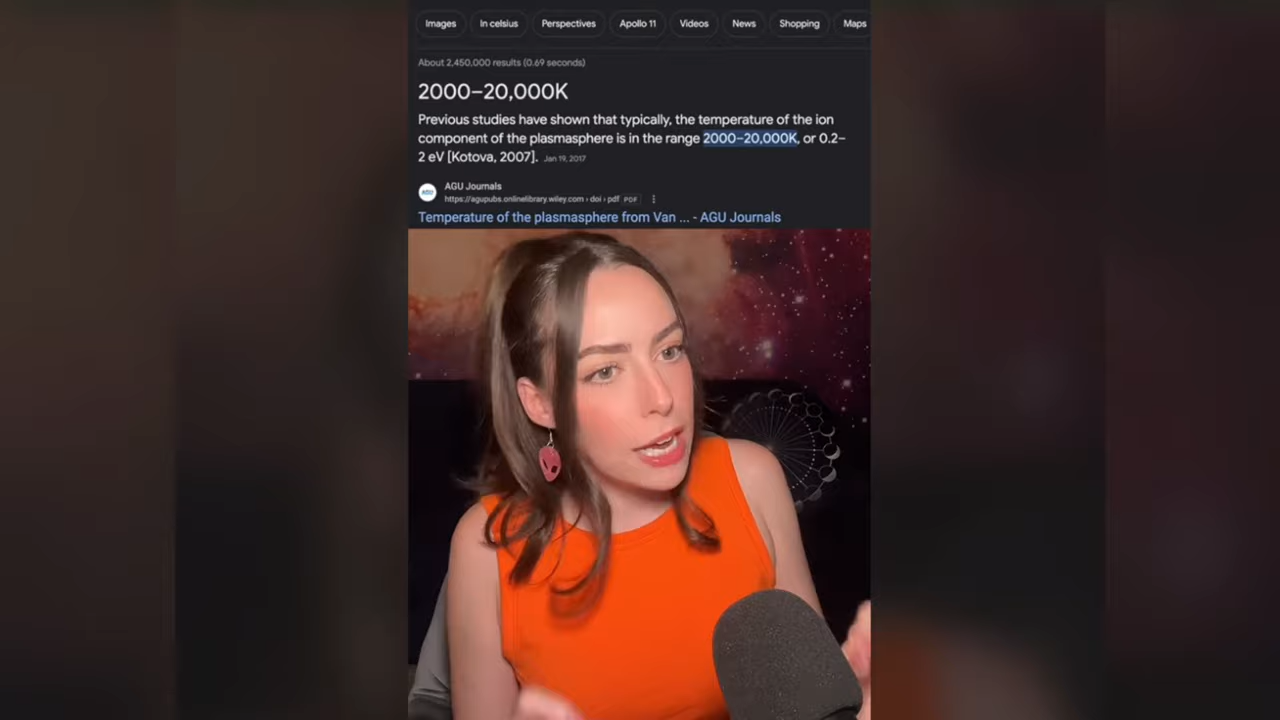 Images In celsius Perspectives Apollo 11 Videos News Shopping Maps
About 2,450,000 results (0.69 seconds)
2000–20,000K
Previous studies have shown that typically, the temperature of the ion
component of the plasmasphere is in the range 2000–20,000K, or 0.2–
2 eV [Kotova, 2007]. Jan 19, 2017
AGU Journals
https://agupubs.onlinelibrary.wiley.com › doi › pdf PDF
Temperature of the plasmasphere from Van ... - AGU Journals